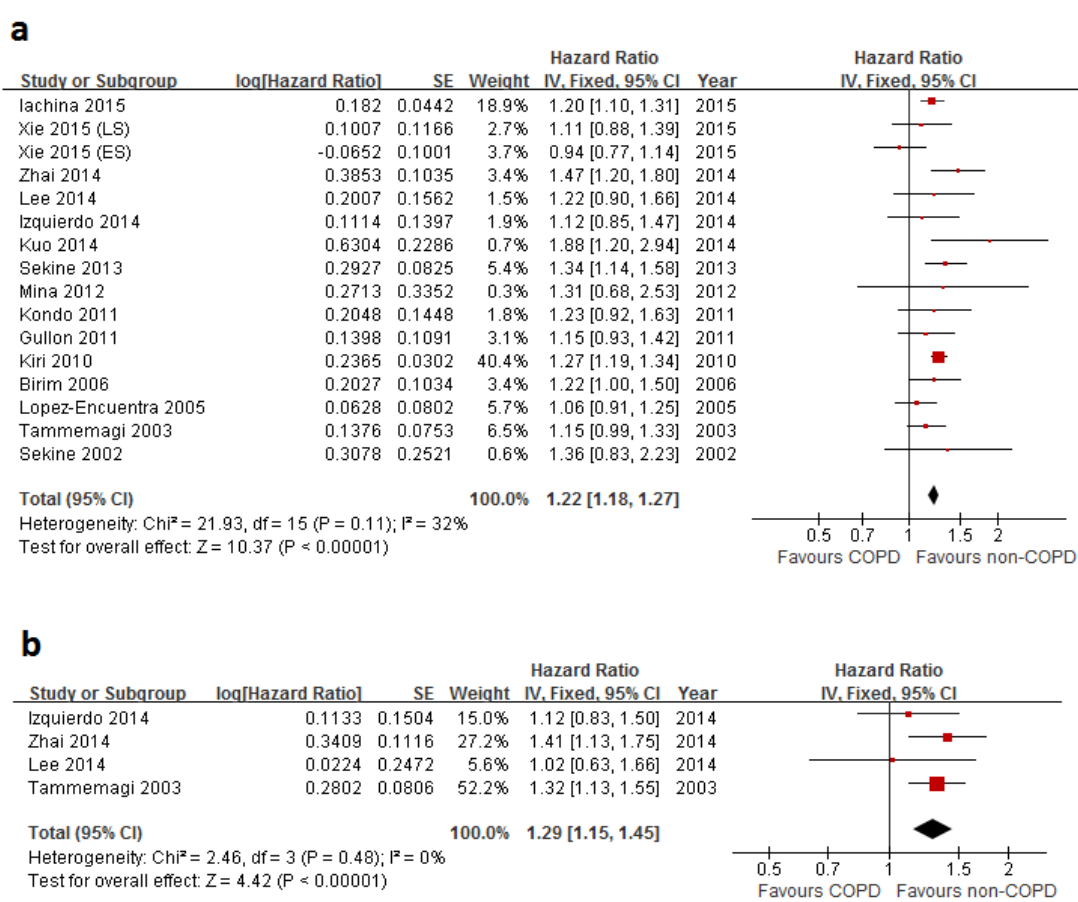 a
Hazard Ratio Hazard Ratio
Study or Subgroup log[Hazard Ratio] SE Weight IV, Fixed, 95% CI Year IV, Fixed, 95% CI
Iachina 2015 0.182 0.0442 18.9% 1.20 [1.10, 1.31] 2015
Xie 2015 (LS) 0.1007 0.1166 2.7% 1.11 [0.88, 1.39] 2015
Xie 2015 (ES) -0.0652 0.1001 3.7% 0.94 [0.77, 1.14] 2015
Zhai 2014 0.3853 0.1035 3.4% 1.47 [1.20, 1.80] 2014
Lee 2014 0.2007 0.1562 1.5% 1.22 [0.90, 1.66] 2014
Izquierdo 2014 0.1114 0.1397 1.9% 1.12 [0.85, 1.47] 2014
Kuo 2014 0.6304 0.2286 0.7% 1.88 [1.20, 2.94] 2014
Sekine 2013 0.2927 0.0825 5.4% 1.34 [1.14, 1.58] 2013
Mina 2012 0.2713 0.3352 0.3% 1.31 [0.68, 2.53] 2012
Kondo 2011 0.2048 0.1448 1.8% 1.23 [0.92, 1.63] 2011
Gullon 2011 0.1398 0.1091 3.1% 1.15 [0.93, 1.42] 2011
Kiri 2010 0.2365 0.0302 40.4% 1.27 [1.19, 1.34] 2010
Birim 2006 0.2027 0.1034 3.4% 1.22 [1.00, 1.50] 2006
Lopez-Encuentra 2005 0.0628 0.0802 5.7% 1.06 [0.91, 1.25] 2005
Tammemagi 2003 0.1376 0.0753 6.5% 1.15 [0.99, 1.33] 2003
Sekine 2002 0.3078 0.2521 0.6% 1.36 [0.83, 2.23] 2002
Total (95% CI) 100.0% 1.22 [1.18, 1.27]
Heterogeneity: Chi² = 21.93, df = 15 (P = 0.11); I² = 32%
Test for overall effect: Z = 10.37 (P < 0.00001)
0.5 0.7 1 1.5 2
Favours COPD Favours non-COPD
b
Hazard Ratio Hazard Ratio
Study or Subgroup log[Hazard Ratio] SE Weight IV, Fixed, 95% CI Year IV, Fixed, 95% CI
Izquierdo 2014 0.1133 0.1504 15.0% 1.12 [0.83, 1.50] 2014
Zhai 2014 0.3409 0.1116 27.2% 1.41 [1.13, 1.75] 2014
Lee 2014 0.0224 0.2472 5.6% 1.02 [0.63, 1.66] 2014
Tammemagi 2003 0.2802 0.0806 52.2% 1.32 [1.13, 1.55] 2003
Total (95% CI) 100.0% 1.29 [1.15, 1.45]
Heterogeneity: Chi² = 2.46, df = 3 (P = 0.48); I² = 0%
Test for overall effect: Z = 4.42 (P < 0.00001)
0.5 0.7 1 1.5 2
Favours COPD Favours non-COPD